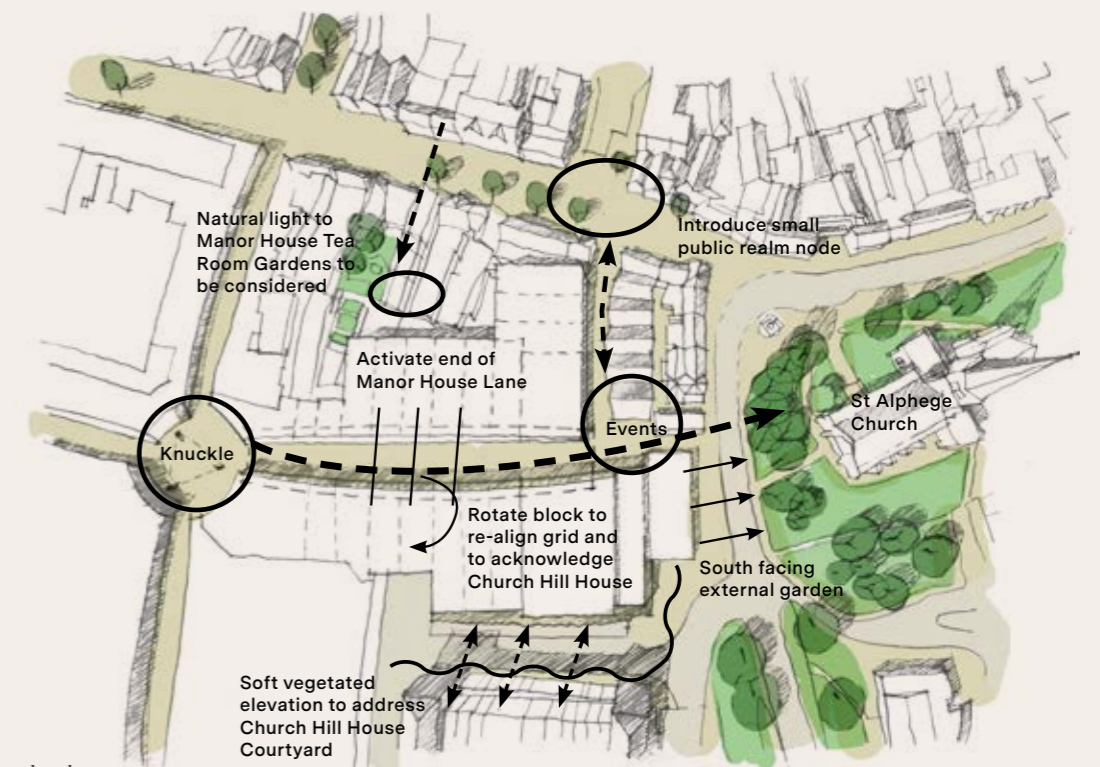 Natural light to
Manor House Tea
Room Gardens to
be considered
Introduce small
public realm node
Activate end of
Manor House Lane
St Alphege
Church
Events
Knuckle
Rotate block to
re-align grid and
to acknowledge
Church Hill House
South facing
external garden
Soft vegetated
elevation to address
Church Hill House
Courtyard